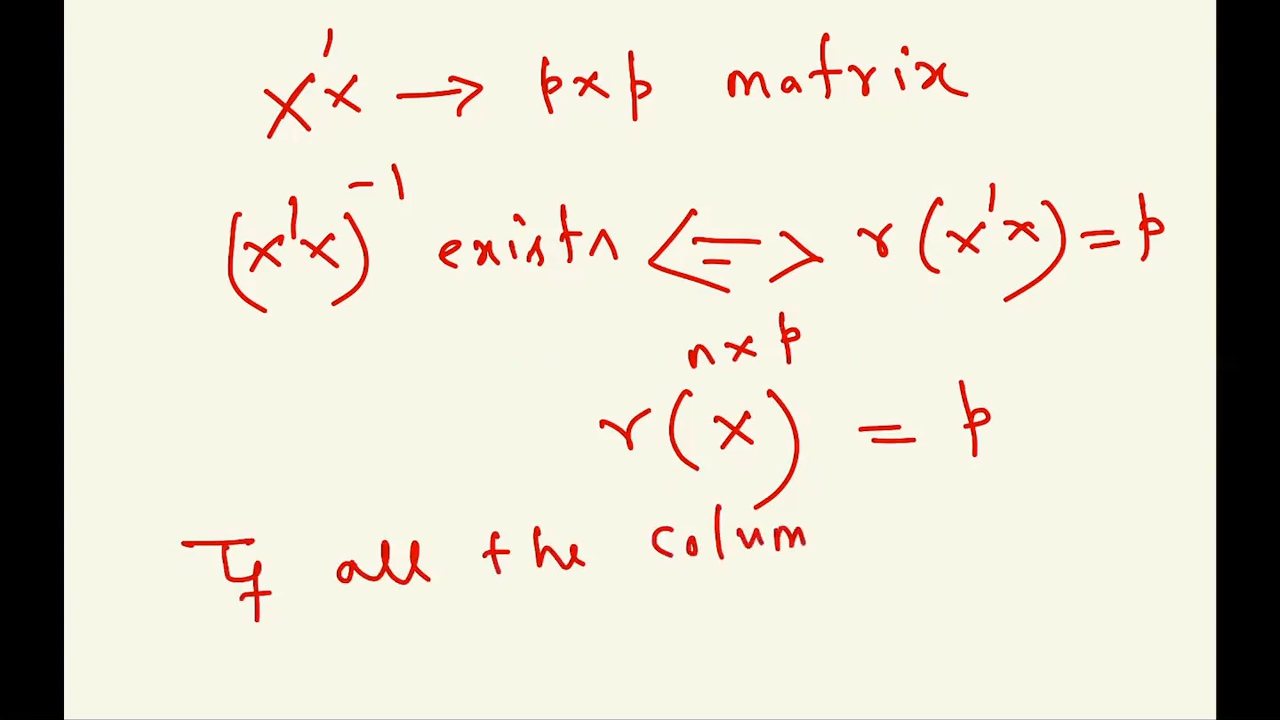 X'X → p×p matrix
(X'X)^-1 exists <=> r(X'X) = p
n×p
r(X) = p
If all the colum